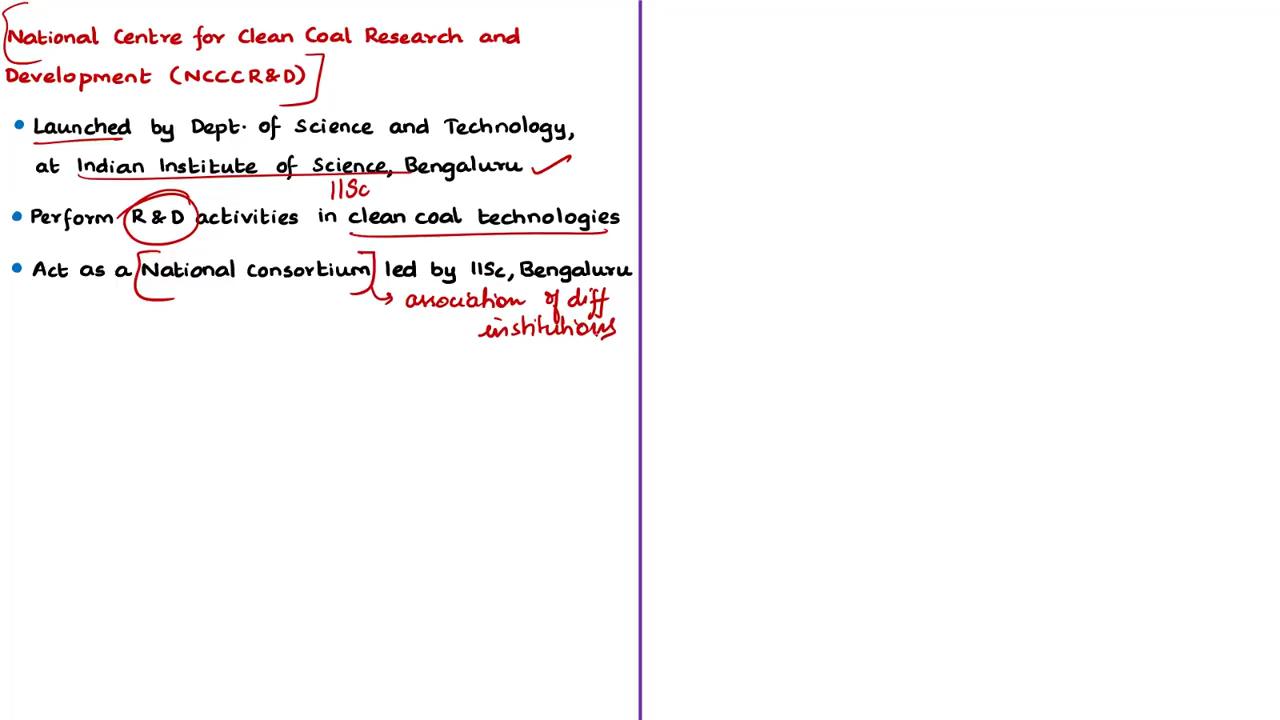 National Centre for Clean Coal Research and
Development (NCCCR&D)
• Launched by Dept. of Science and Technology,
at Indian Institute of Science, Bengaluru ✓
IISc
• Perform R&D activities in clean coal technologies
• Act as a National consortium led by IISc, Bengaluru
→ association of diff
institutions